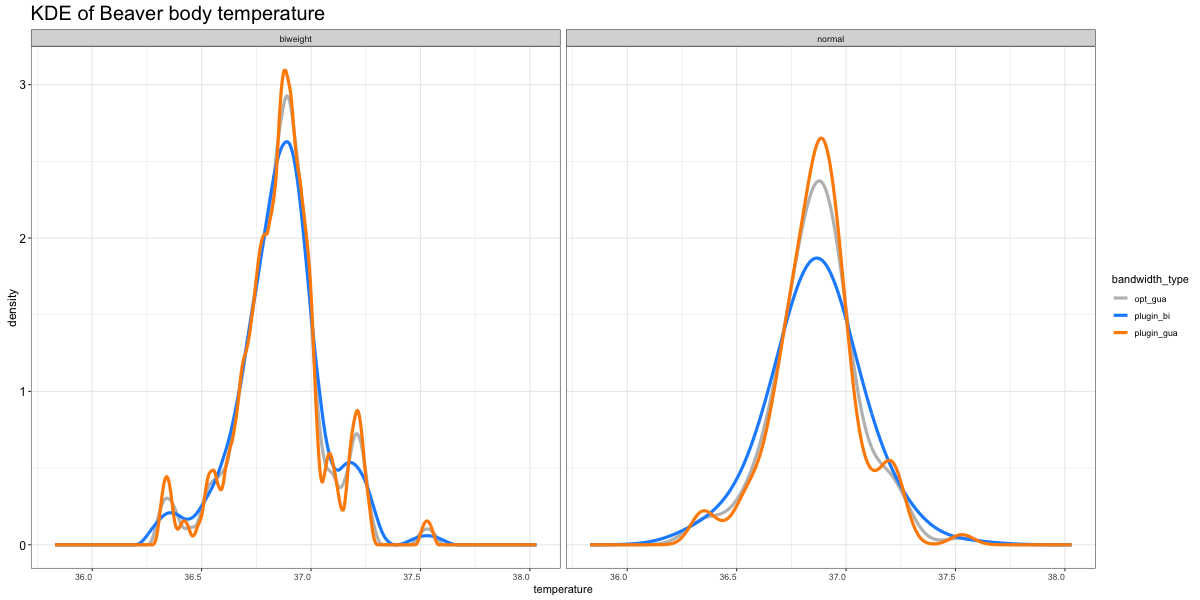 KDE of Beaver body temperature
biweight
normal
3
2
1
0
density
36.0
36.5
37.0
37.5
38.0
36.0
36.5
37.0
37.5
38.0
temperature
bandwidth_type
opt_gua
plugin_bi
plugin_gua